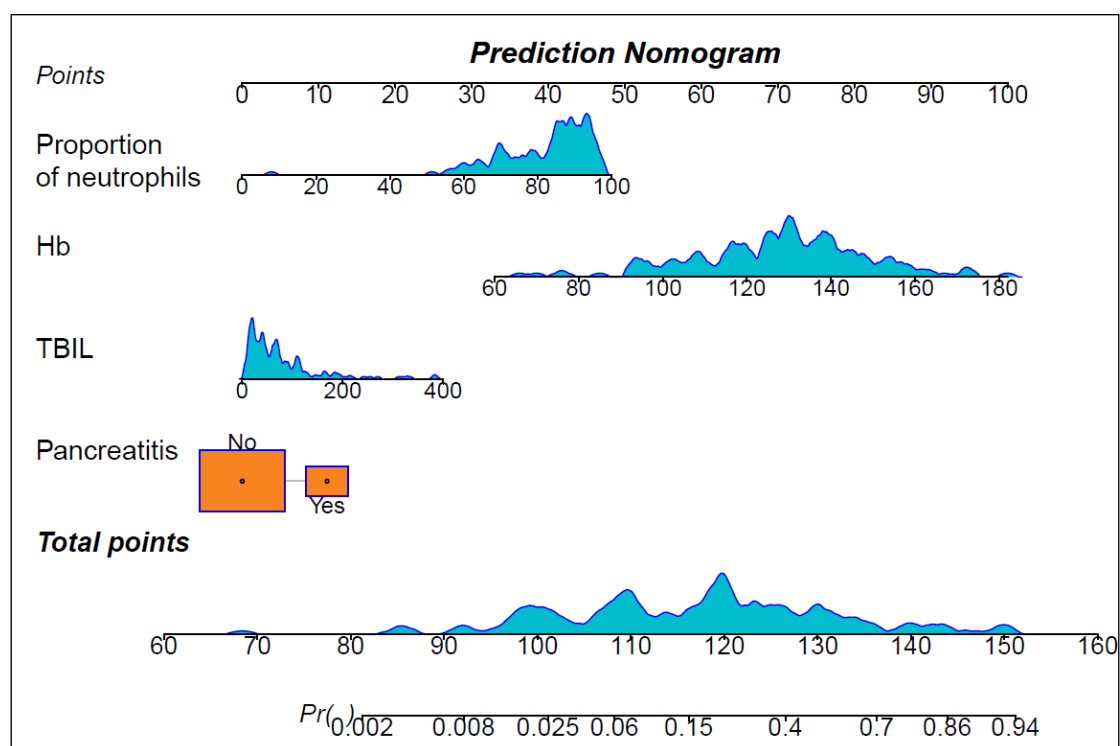 Prediction Nomogram
Points
0 10 20 30 40 50 60 70 80 90 100
Proportion
of neutrophils
0 20 40 60 80 100
Hb
60 80 100 120 140 160 180
TBIL
0 200 400
Pancreatitis
No
Yes
Total points
60 70 80 90 100 110 120 130 140 150 160
Pr(0)
0.002 0.008 0.025 0.06 0.15 0.4 0.7 0.86 0.94